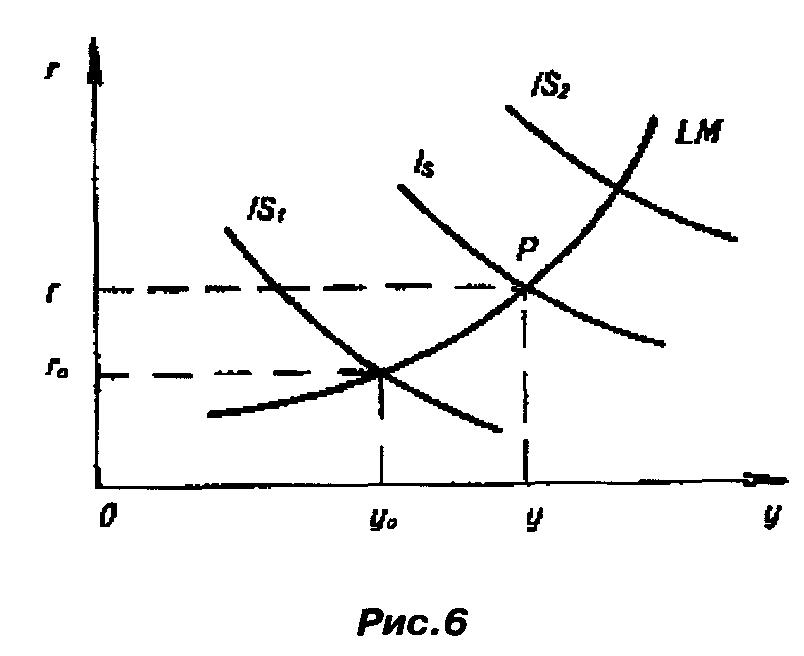 r
IS₂
LM
Is
IS₁
P
r
r₀
0
y₀
y
y
Рис.6